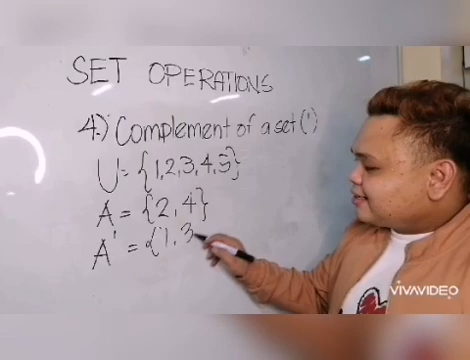 SET OPERATIONS
4.) Complement of a set (')
U = {1,2,3,4,5}
A = {2,4}
A' = {1,3
VIVAVIDEO